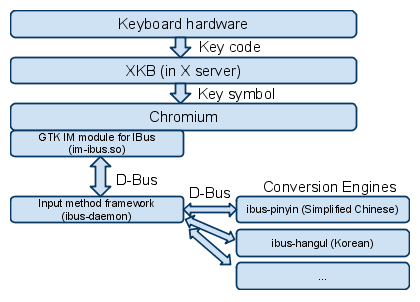 Keyboard hardware
Key code
XKB (in X server)
Key symbol
Chromium
GTK IM module for IBus
(im-ibus.so)
D-Bus
D-Bus
Conversion Engines
Input method framework
(ibus-daemon)
ibus-pinyin (Simplified Chinese)
ibus-hangul (Korean)
...